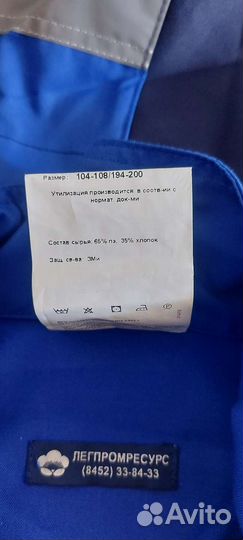 Размер: 104-108/194-200
Утилизация производится в соотв-ии с
нормат. док-ми
Состав сырья: 65% пэ, 35% хлопок
Защ. св-ва: ЗМи
ЛЕГПРОМРЕСУРС
(8452) 33-84-33
Avito